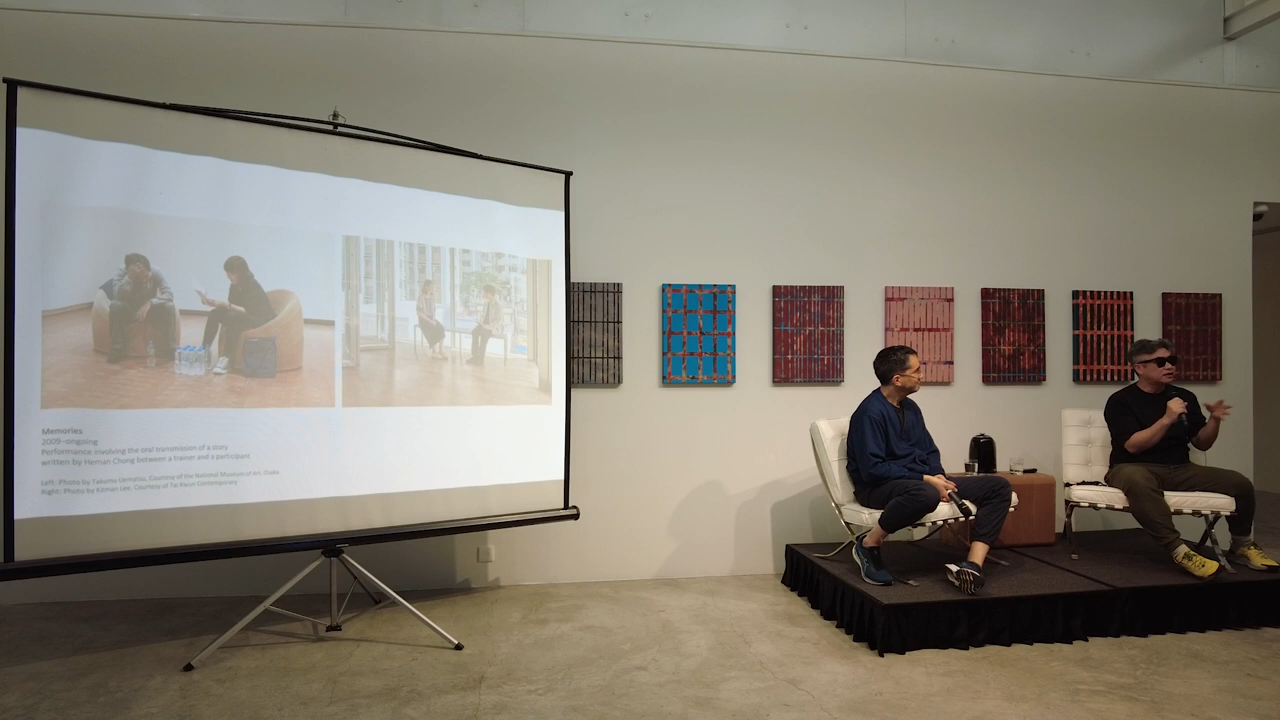 Memories
2009-ongoing
Performance involving the oral transmission of a story
written by Heman Chong between a trainer and a participant
Left: Photo by Takuma Uematsu, Courtesy of the National Museum of Art, Osaka
Right: Photo by Kitman Lee, Courtesy of Tai Kwun Contemporary